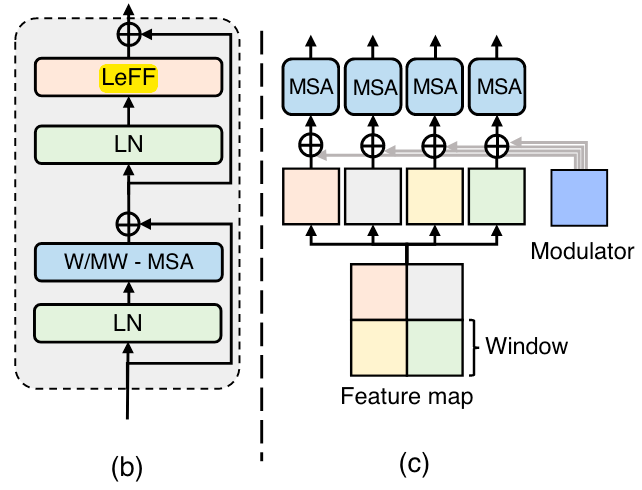 LeFF
LN
W/MW - MSA
LN
(b)
MSA MSA MSA MSA
Modulator
Window
Feature map
(c)